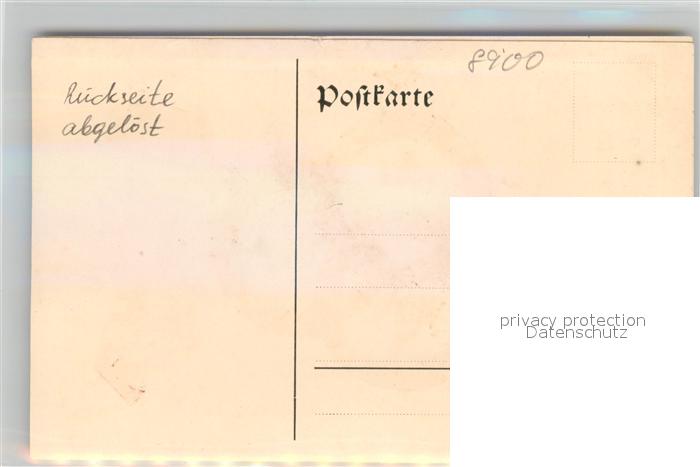 8900
Rückseite
abgelöst
Postkarte
privacy protection
Datenschutz